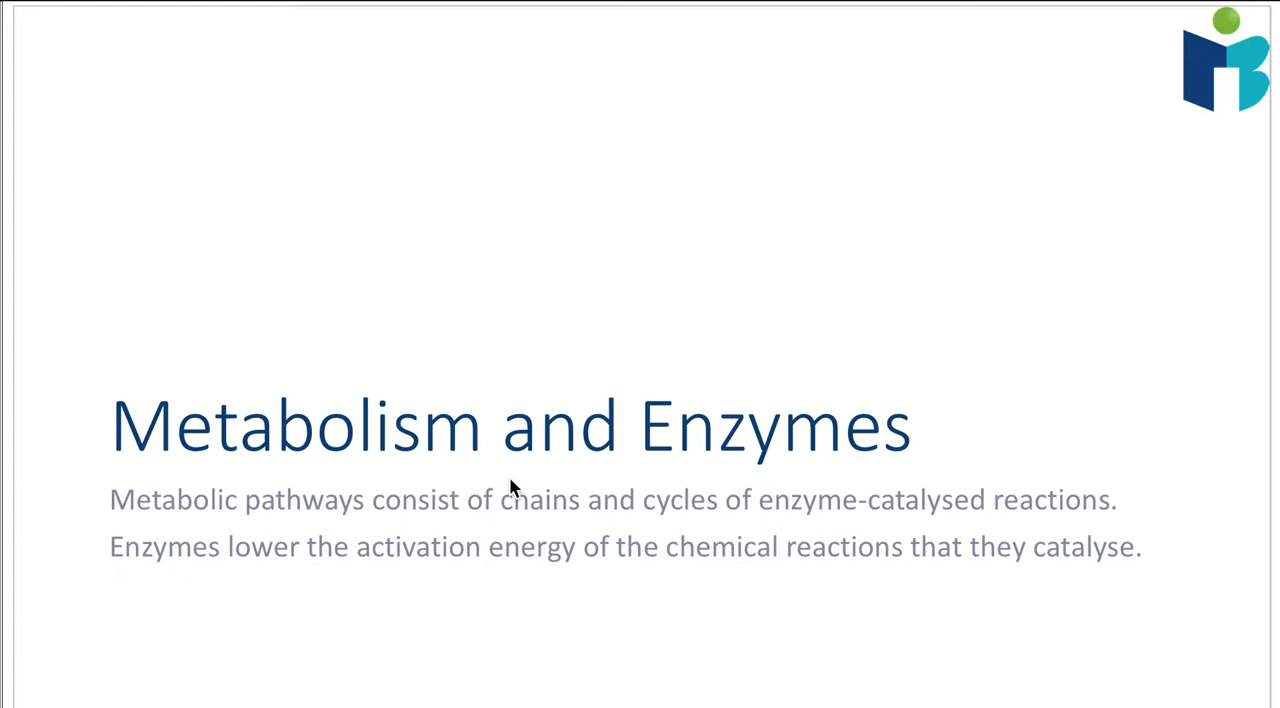 Metabolism and Enzymes
Metabolic pathways consist of chains and cycles of enzyme-catalysed reactions.
Enzymes lower the activation energy of the chemical reactions that they catalyse.